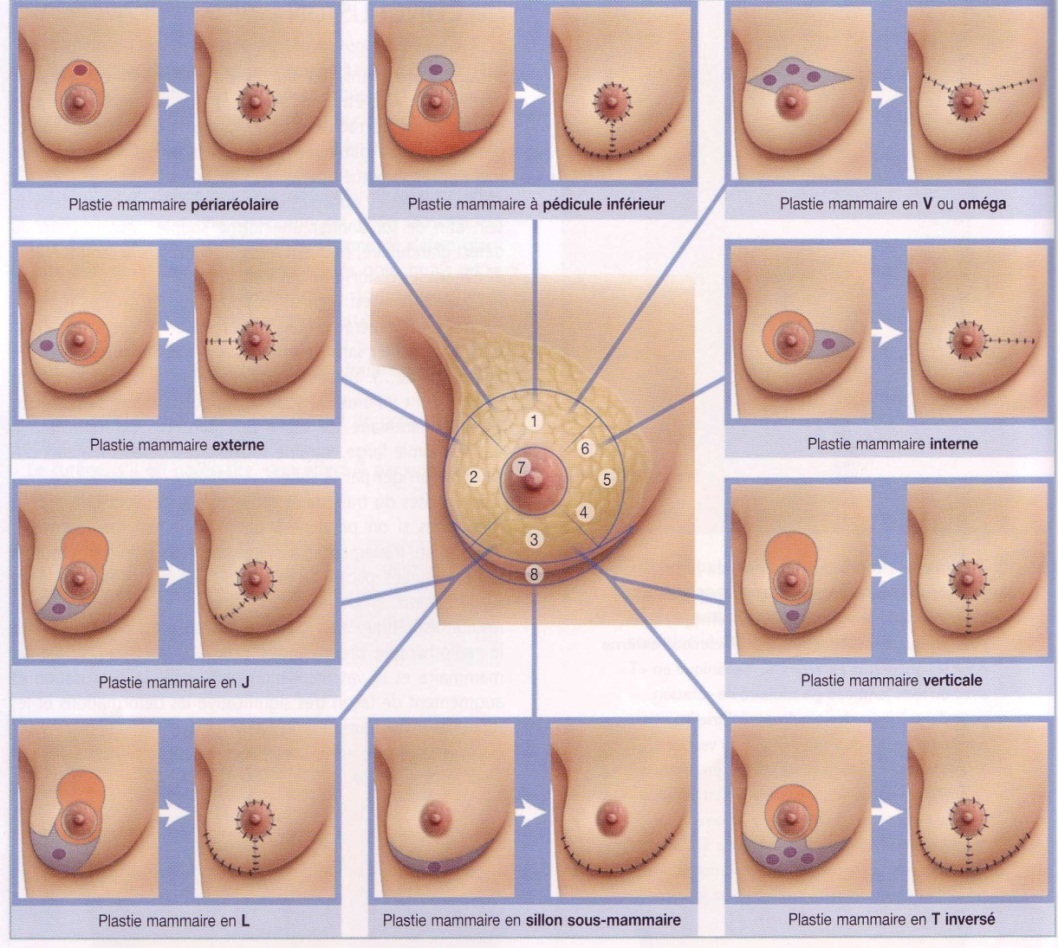 Plastie mammaire périaréolaire
Plastie mammaire à pédicule inférieur
Plastie mammaire en V ou oméga
Plastie mammaire externe
Plastie mammaire interne
1
6
7
2
5
4
3
8
Plastie mammaire en J
Plastie mammaire verticale
Plastie mammaire en L
Plastie mammaire en sillon sous-mammaire
Plastie mammaire en T inversé